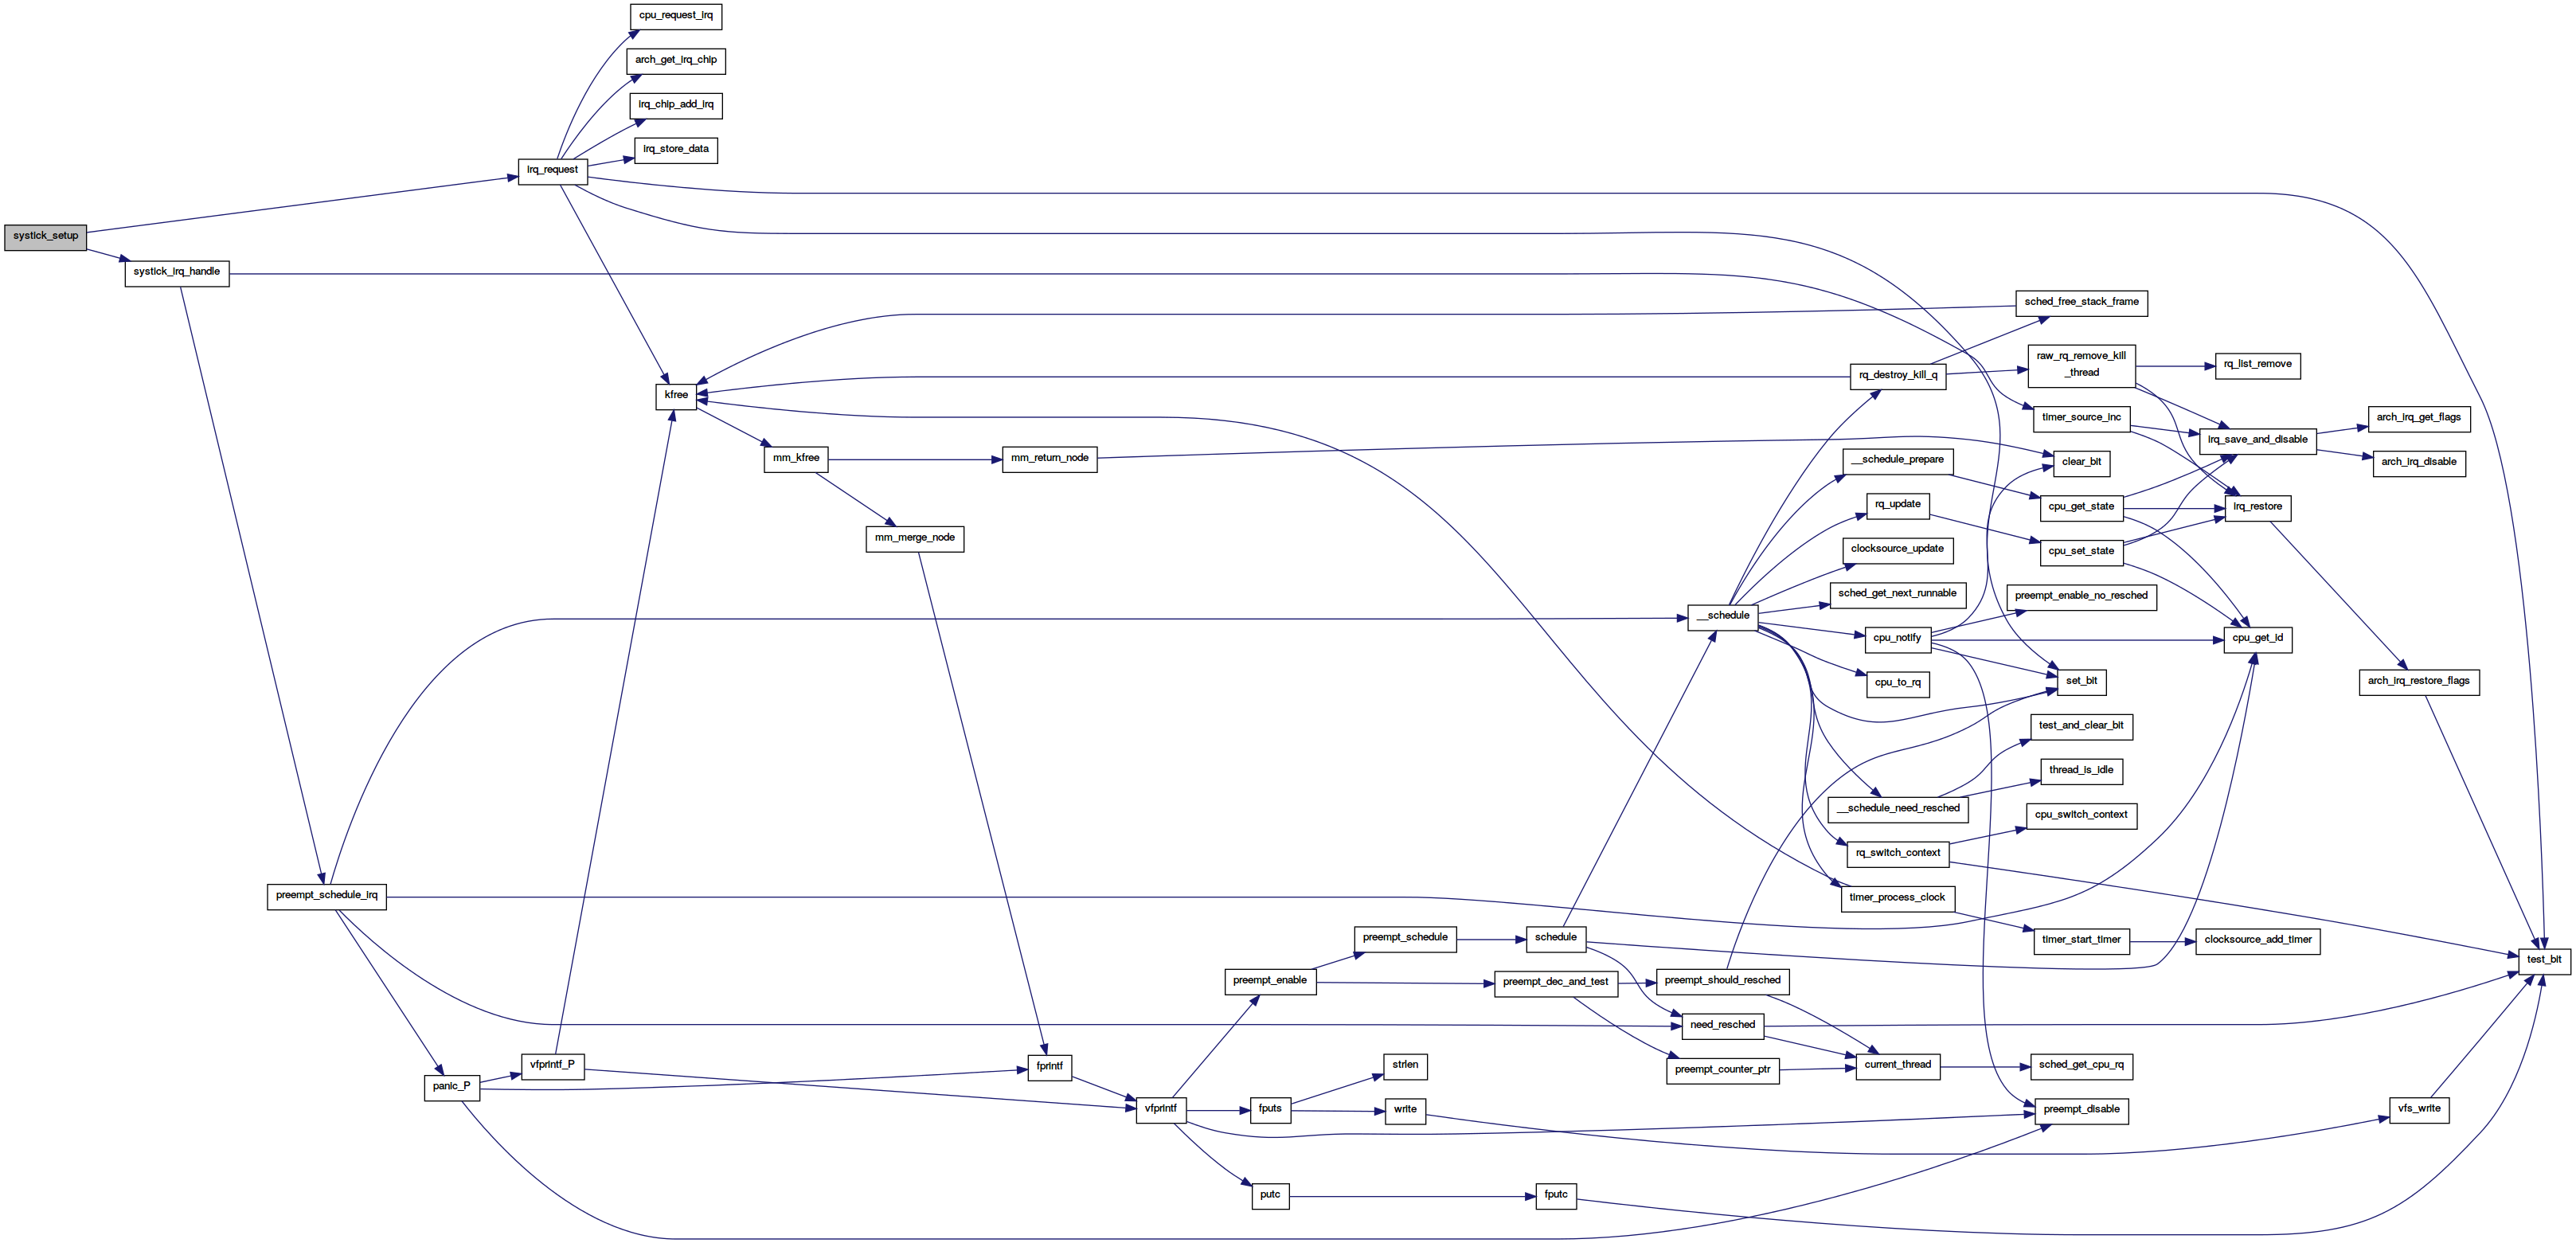 cpu_request_irq
arch_get_irq_chip
irq_chip_add_irq
irq_store_data
irq_request
systick_setup
systick_irq_handle
sched_free_stack_frame
raw_rq_remove_kill
_thread
rq_list_remove
rq_destroy_kill_q
kfree
timer_source_inc
arch_irq_get_flags
irq_save_and_disable
mm_kfree
mm_return_node
__schedule_prepare
clear_bit
arch_irq_disable
rq_update
cpu_get_state
irq_restore
mm_merge_node
clocksource_update
cpu_set_state
sched_get_next_runnable
preempt_enable_no_resched
__schedule
cpu_notify
cpu_get_id
cpu_to_rq
set_bit
arch_irq_restore_flags
test_and_clear_bit
thread_is_idle
__schedule_need_resched
cpu_switch_context
rq_switch_context
preempt_schedule_irq
timer_process_clock
preempt_schedule
schedule
timer_start_timer
clocksource_add_timer
test_bit
preempt_enable
preempt_dec_and_test
preempt_should_resched
need_resched
vfprintf_P
fprintf
strlen
preempt_counter_ptr
current_thread
sched_get_cpu_rq
panic_P
vfprintf
fputs
write
preempt_disable
vfs_write
putc
fputc